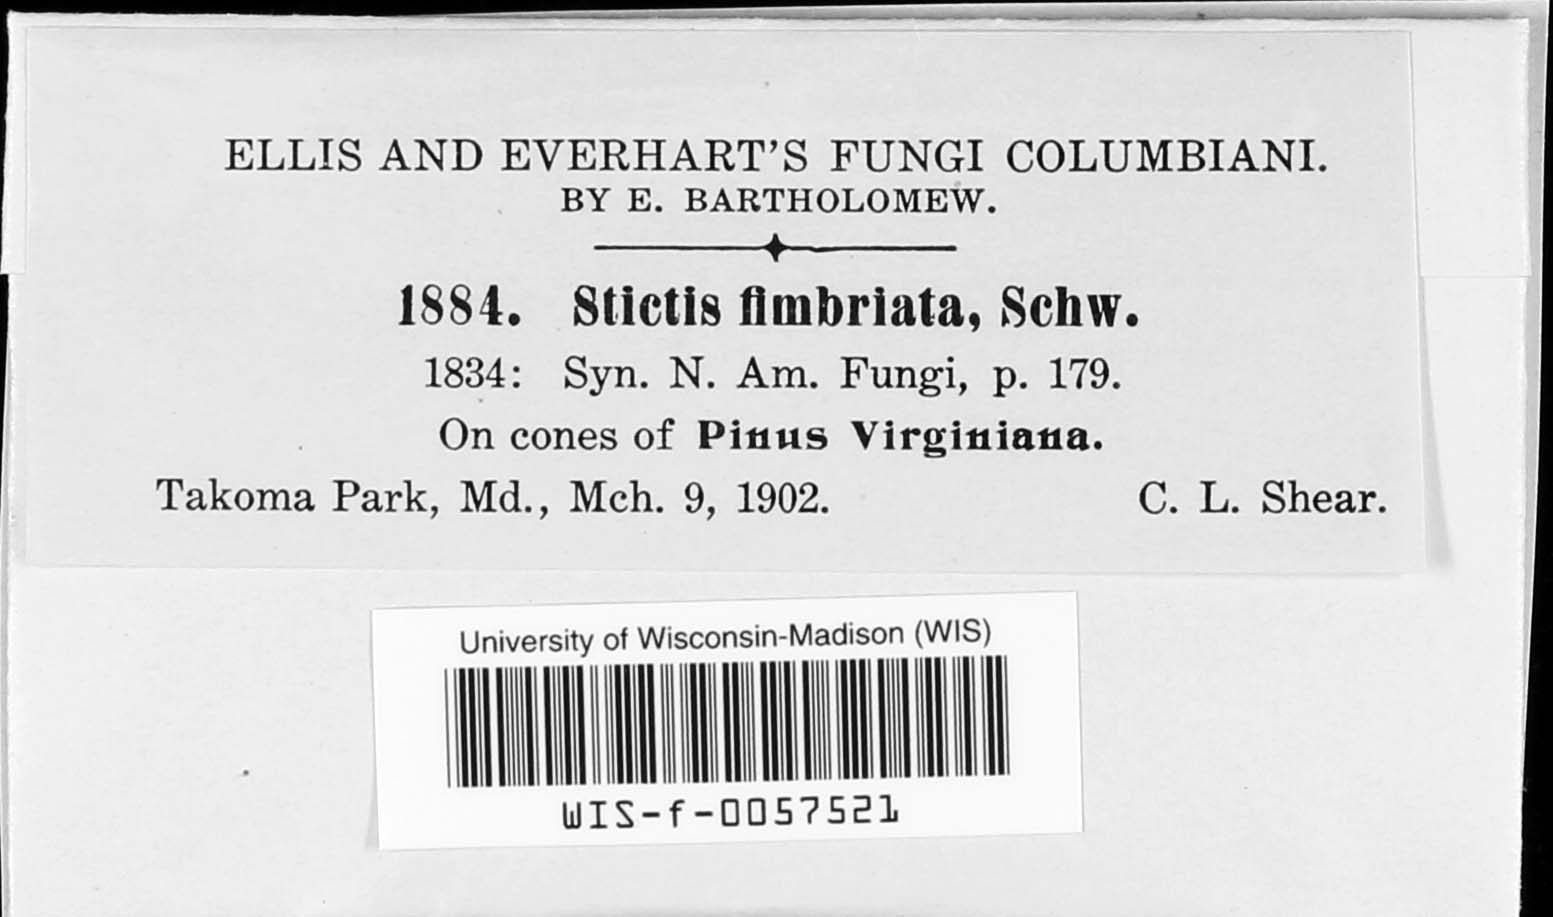 ELLIS AND EVERHART'S FUNGI COLUMBIANI.
BY E. BARTHOLOMEW.
1884. Stictis fimbriata, Schw.
1834: Syn. N. Am. Fungi, p. 179.
On cones of Pinus Virginiana.
Takoma Park, Md., Mch. 9, 1902. C. L. Shear.
University of Wisconsin-Madison (WIS)
WIS-f-0057521